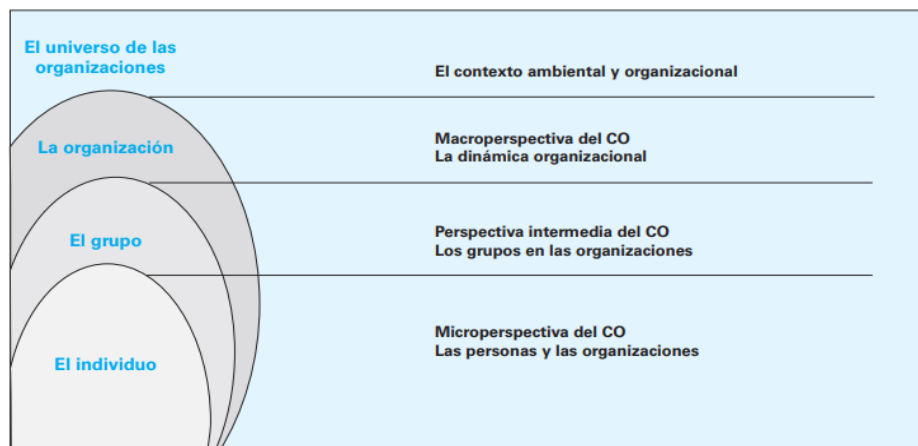 El universo de las
organizaciones
El contexto ambiental y organizacional
La organización
Macroperspectiva del CO
La dinámica organizacional
El grupo
Perspectiva intermedia del CO
Los grupos en las organizaciones
El individuo
Microperspectiva del CO
Las personas y las organizaciones